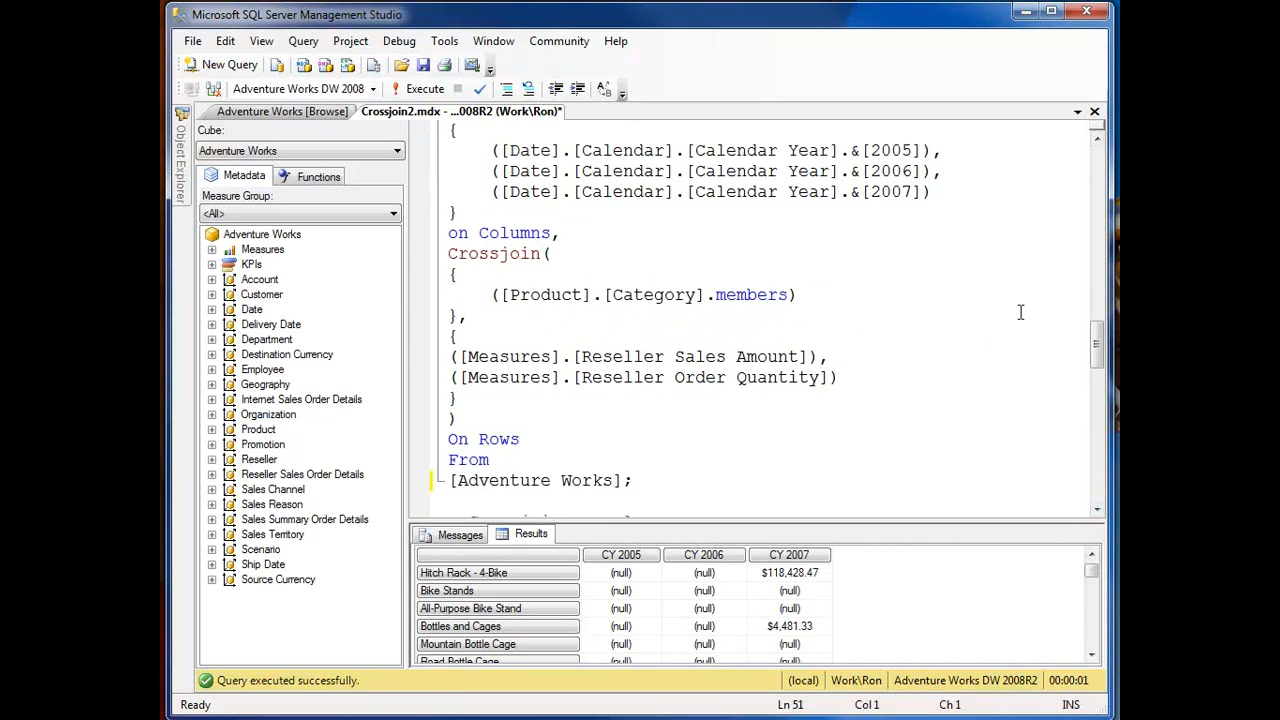 Microsoft SQL Server Management Studio
File Edit View Query Project Debug Tools Window Community Help
New Query
Adventure Works DW 2008 Execute
Adventure Works [Browse] Crossjoin2.mdx - ...008R2 (Work\Ron)*
Object Explorer
Cube:
Adventure Works
Metadata Functions
Measure Group:
<All>
Adventure Works
Measures
KPIs
Account
Customer
Date
Delivery Date
Department
Destination Currency
Employee
Geography
Internet Sales Order Details
Organization
Product
Promotion
Reseller
Reseller Sales Order Details
Sales Channel
Sales Reason
Sales Summary Order Details
Sales Territory
Scenario
Ship Date
Source Currency
{
([Date].[Calendar].[Calendar Year].&[2005]),
([Date].[Calendar].[Calendar Year].&[2006]),
([Date].[Calendar].[Calendar Year].&[2007])
}
on Columns,
Crossjoin(
{
([Product].[Category].members)
},
{
([Measures].[Reseller Sales Amount]),
([Measures].[Reseller Order Quantity])
}
)
On Rows
From
[Adventure Works];
Messages Results
CY 2005 CY 2006 CY 2007
Hitch Rack - 4-Bike (null) (null) $118,428.47
Bike Stands (null) (null) (null)
All-Purpose Bike Stand (null) (null) (null)
Bottles and Cages (null) (null) $4,481.33
Mountain Bottle Cage (null) (null) (null)
Road Bottle Cage (null) (null) (null)
Query executed successfully. (local) Work\Ron Adventure Works DW 2008R2 00:00:01
Ready Ln 51 Col 1 Ch 1 INS